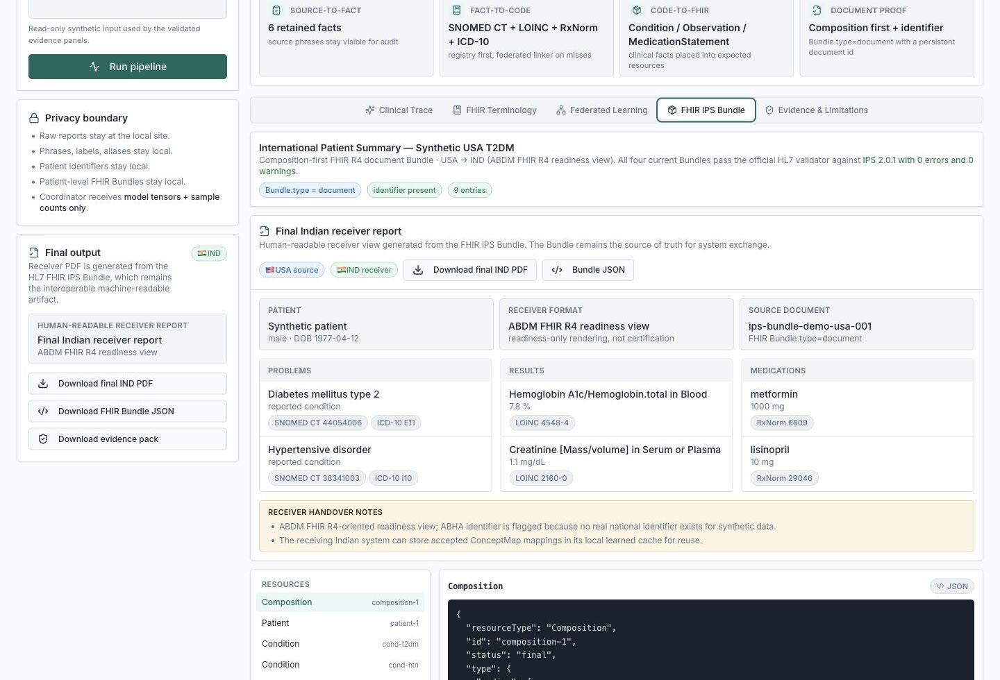 Read-only synthetic input used by the validated
evidence panels.
Run pipeline
Privacy boundary
• Raw reports stay at the local site.
• Phrases, labels, aliases stay local.
• Patient identifiers stay local.
• Patient-level FHIR Bundles stay local.
• Coordinator receives model tensors + sample
counts only.
Final output
IND
Receiver PDF is generated from the
HL7 FHIR IPS Bundle, which remains
the interoperable machine-readable
artifact.
HUMAN-READABLE RECEIVER REPORT
Final Indian receiver report
ABDM FHIR R4 readiness view
Download final IND PDF
Download FHIR Bundle JSON
Download evidence pack
SOURCE-TO-FACT
6 retained facts
source phrases stay visible for audit
FACT-TO-CODE
SNOMED CT + LOINC + RxNorm
+ ICD-10
registry first, federated linker on misses
CODE-TO-FHIR
Condition / Observation /
MedicationStatement
clinical facts placed into expected
resources
DOCUMENT PROOF
Composition first + identifier
Bundle.type=document with a persistent
document id
Clinical Trace
FHIR Terminology
Federated Learning
FHIR IPS Bundle
Evidence & Limitations
International Patient Summary — Synthetic USA T2DM
Composition-first FHIR R4 document Bundle · USA → IND (ABDM FHIR R4 readiness view). All four current Bundles pass the official HL7 validator against IPS 2.0.1 with 0 errors and 0
warnings.
Bundle.type = document
identifier present
9 entries
Final Indian receiver report
Human-readable receiver view generated from the FHIR IPS Bundle. The Bundle remains the source of truth for system exchange.
USA source
IND receiver
Download final IND PDF
</> Bundle JSON
PATIENT
Synthetic patient
male · DOB 1977-04-12
RECEIVER FORMAT
ABDM FHIR R4 readiness view
readiness-only rendering, not certification
SOURCE DOCUMENT
ips-bundle-demo-usa-001
FHIR Bundle.type=document
PROBLEMS
Diabetes mellitus type 2
reported condition
SNOMED CT 44054006
ICD-10 E11
Hypertensive disorder
reported condition
SNOMED CT 38341003
ICD-10 I10
RESULTS
Hemoglobin A1c/Hemoglobin.total in Blood
7.8 %
LOINC 4548-4
Creatinine [Mass/volume] in Serum or Plasma
1.1 mg/dL
LOINC 2160-0
MEDICATIONS
metformin
1000 mg
RxNorm 6809
lisinopril
10 mg
RxNorm 29046
RECEIVER HANDOVER NOTES
• ABDM FHIR R4-oriented readiness view; ABHA identifier is flagged because no real national identifier exists for synthetic data.
• The receiving Indian system can store accepted ConceptMap mappings in its local learned cache for reuse.
RESOURCES
Composition composition-1
Patient patient-1
Condition cond-t2dm
Condition cond-htn
Composition
</> JSON
{
"resourceType": "Composition",
"id": "composition-1",
"status": "final",
"type": {